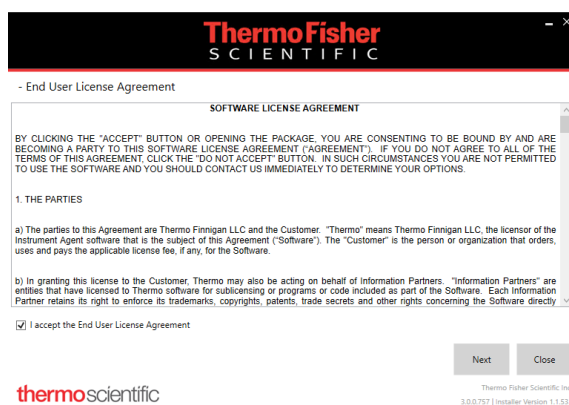 ThermoFisher
SCIENTIFIC
- End User License Agreement
SOFTWARE LICENSE AGREEMENT
BY CLICKING THE "ACCEPT" BUTTON OR OPENING THE PACKAGE, YOU ARE CONSENTING TO BE BOUND BY AND ARE
BECOMING A PARTY TO THIS SOFTWARE LICENSE AGREEMENT ("AGREEMENT"). IF YOU DO NOT AGREE TO ALL OF THE
TERMS OF THIS AGREEMENT, CLICK THE "DO NOT ACCEPT" BUTTON. IN SUCH CIRCUMSTANCES YOU ARE NOT PERMITTED
TO USE THE SOFTWARE AND YOU SHOULD CONTACT US IMMEDIATELY TO DETERMINE YOUR OPTIONS.
1. THE PARTIES
a) The parties to this Agreement are Thermo Finnigan LLC and the Customer. "Thermo" means Thermo Finnigan LLC, the licensor of the
Instrument Agent software that is the subject of this Agreement ("Software"). The "Customer" is the person or organization that orders,
uses and pays the applicable license fee, if any, for the Software.
b) In granting this license to the Customer, Thermo may also be acting on behalf of Information Partners. "Information Partners" are
entities that have licensed to Thermo software for sublicensing or programs or code included as part of the Software. Each Information
Partner retains its right to enforce its trademarks, copyrights, patents, trade secrets and other rights concerning the Software directly
I accept the End User License Agreement
Next Close
thermoscientific
Thermo Fisher Scientific Inc
3.0.0.757 | Installer Version 1.1.53